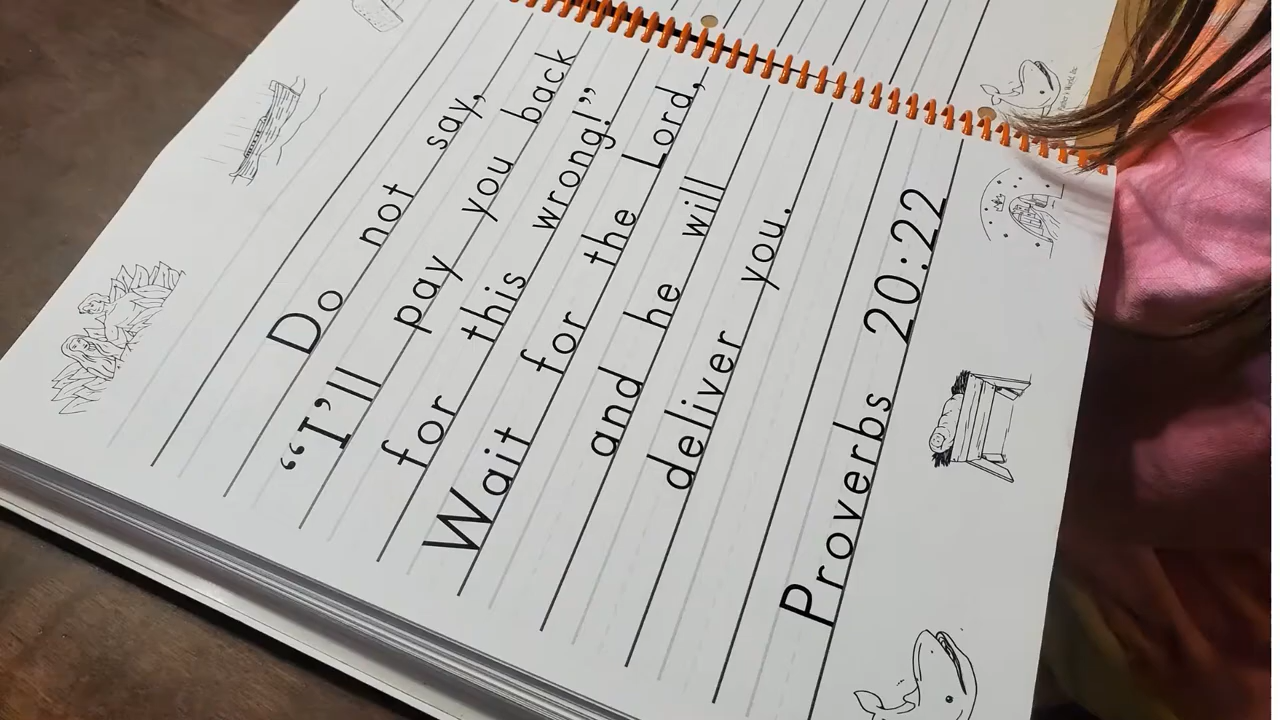 Do not say,
“I’ll pay you back
for this wrong!”
Wait for the Lord,
and he will
deliver you.
Proverbs 20:22